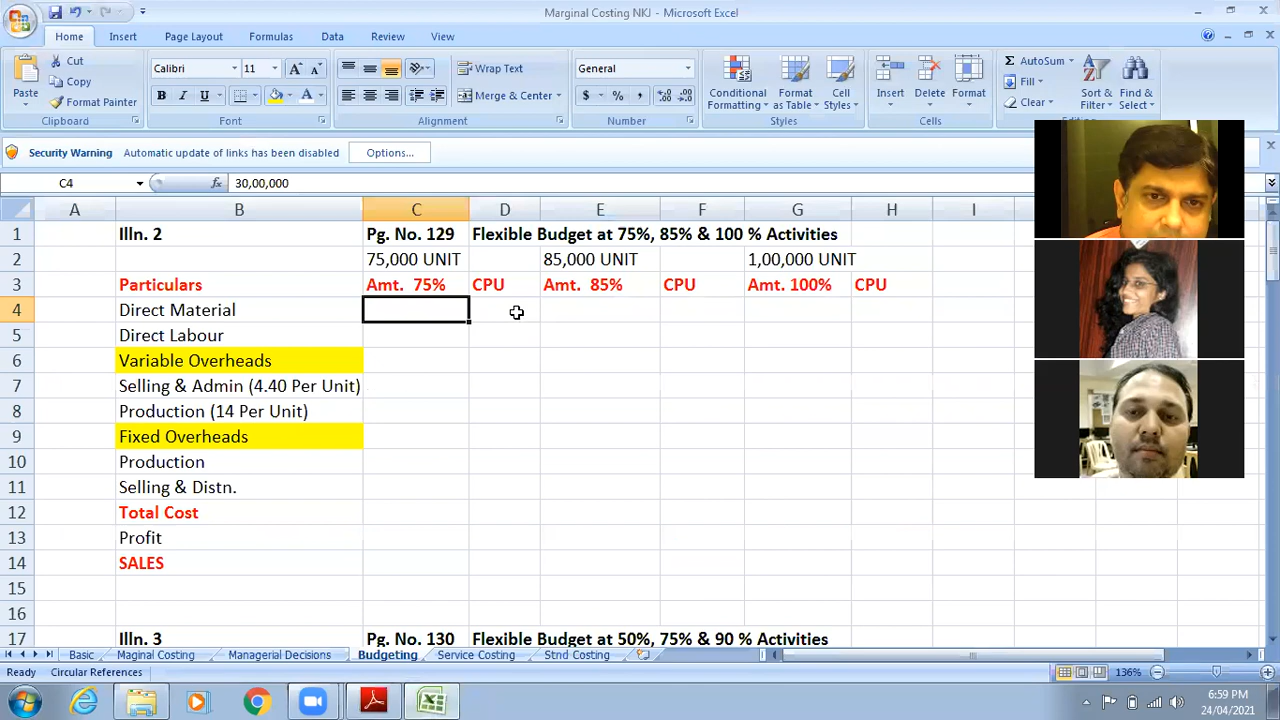 Marginal Costing NKJ - Microsoft Excel
Home Insert Page Layout Formulas Data Review View
Paste Cut Copy Format Painter Clipboard
Calibri 11 Font
Wrap Text Merge & Center Alignment
General Number
Conditional Formatting Format as Table Cell Styles Styles
Insert Delete Format Cells
AutoSum Fill Clear Sort & Filter Find & Select
Security Warning Automatic update of links has been disabled Options...
C4 fx 30,00,000
A B C D E F G H I
1 Illn. 2 Pg. No. 129 Flexible Budget at 75%, 85% & 100 % Activities
2 75,000 UNIT 85,000 UNIT 1,00,000 UNIT
3 Particulars Amt. 75% CPU Amt. 85% CPU Amt. 100% CPU
4 Direct Material
5 Direct Labour
6 Variable Overheads
7 Selling & Admin (4.40 Per Unit)
8 Production (14 Per Unit)
9 Fixed Overheads
10 Production
11 Selling & Distn.
12 Total Cost
13 Profit
14 SALES
15
16
17 Illn. 3 Pg. No. 130 Flexible Budget at 50%, 75% & 90 % Activities
Basic Maginal Costing Managerial Decisions Budgeting Service Costing Stnd Costing
Ready Circular References 136%
6:59 PM
24/04/2021